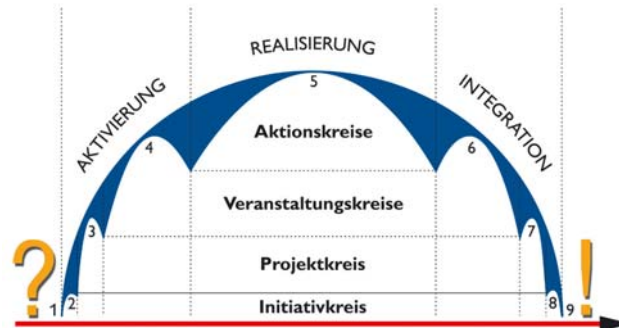 REALISIERUNG
AKTIVIERUNG
INTEGRATION
5
4
6
Aktionskreise
Veranstaltungskreise
3
7
?
!
Projektkreis
1
2
Initiativkreis
8
9